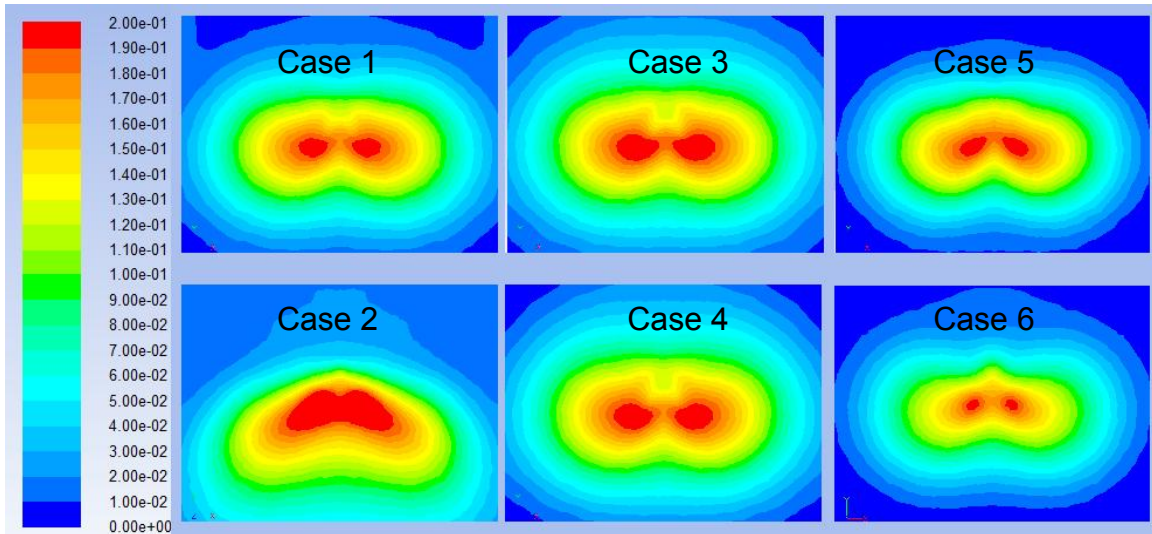 2.00e-01
1.90e-01
1.80e-01
1.70e-01
1.60e-01
1.50e-01
1.40e-01
1.30e-01
1.20e-01
1.10e-01
1.00e-01
9.00e-02
8.00e-02
7.00e-02
6.00e-02
5.00e-02
4.00e-02
3.00e-02
2.00e-02
1.00e-02
0.00e+00
Case 1
Case 3
Case 5
Case 2
Case 4
Case 6
Y